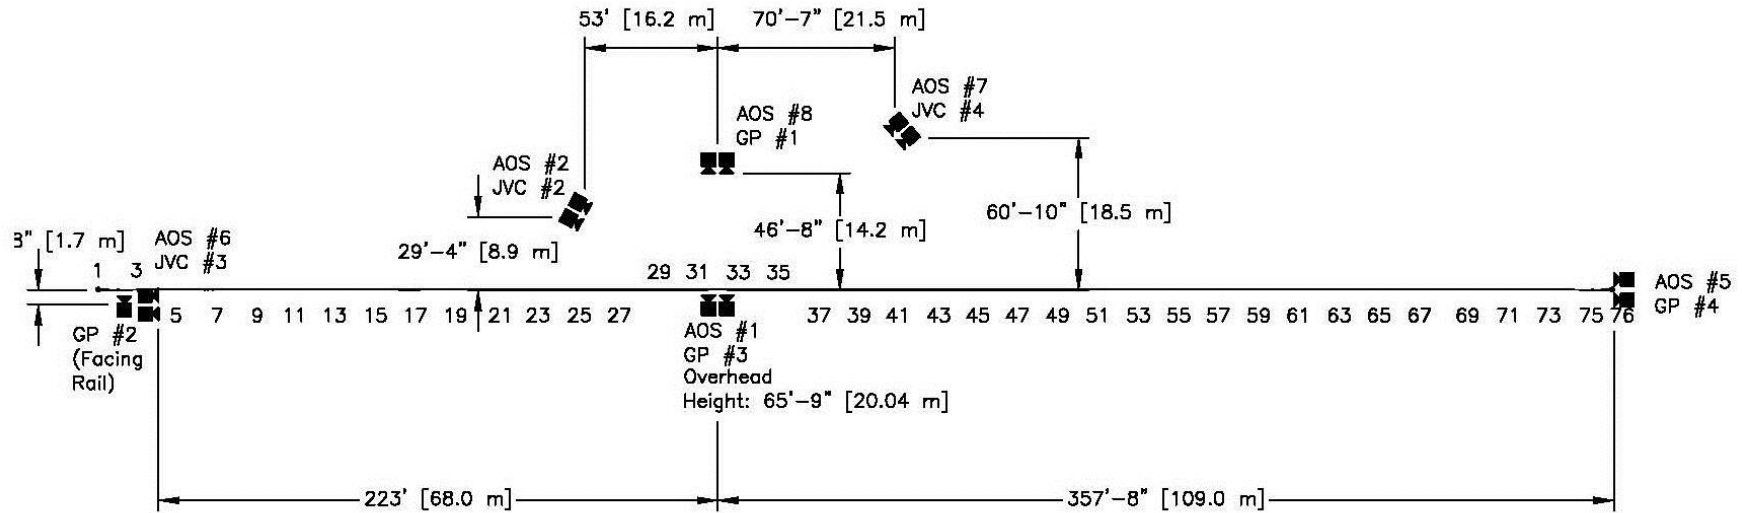 53' [16.2 m]
70'-7" [21.5 m]
AOS #7
JVC #4
AOS #8
GP #1
AOS #2
JVC #2
60'-10" [18.5 m]
46'-8" [14.2 m]
29'-4" [8.9 m]
" [1.7 m]
AOS #6
JVC #3
1 3
29 31 33 35
AOS #5
GP #4
5 7 9 11 13 15 17 19 21 23 25 27
37 39 41 43 45 47 49 51 53 55 57 59 61 63 65 67 69 71 73 75 76
GP #2
(Facing
Rail)
AOS #1
GP #3
Overhead
Height: 65'-9" [20.04 m]
223' [68.0 m]
357'-8" [109.0 m]